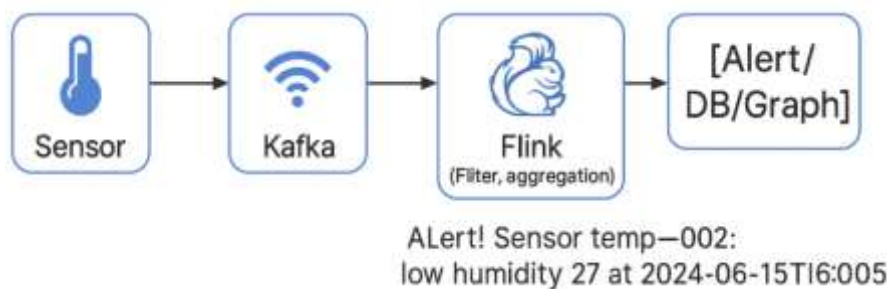 Sensor
Kafka
Flink
(Fliter, aggregation)
[Alert/
DB/Graph]
ALert! Sensor temp—002:
low humidity 27 at 2024-06-15TI6:005